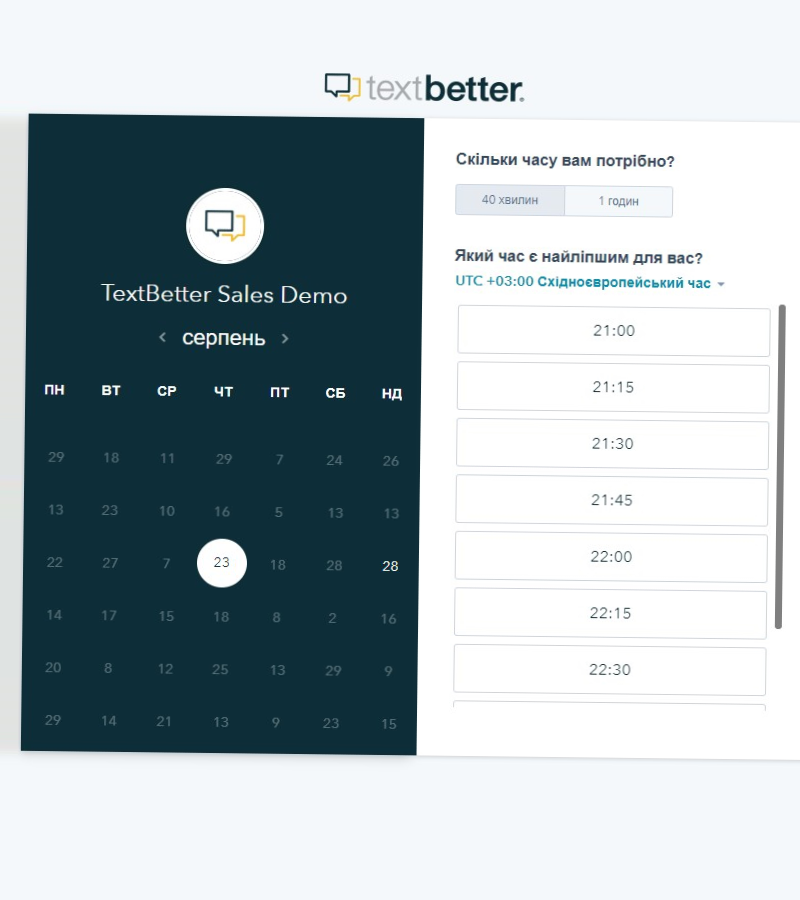 textbetter.
TextBetter Sales Demo
серпень
ПН ВТ СР ЧТ ПТ СБ НД
29 18 11 29 7 24 26
13 23 10 16 5 13 13
22 27 7 23 18 28 28
14 17 15 18 8 2 16
20 8 12 25 13 29 9
29 14 21 13 9 23 15
Скільки часу вам потрібно?
40 хвилин 1 годин
Який час є найліпшим для вас?
UTC +03:00 Східноєвропейський час
21:00
21:15
21:30
21:45
22:00
22:15
22:30